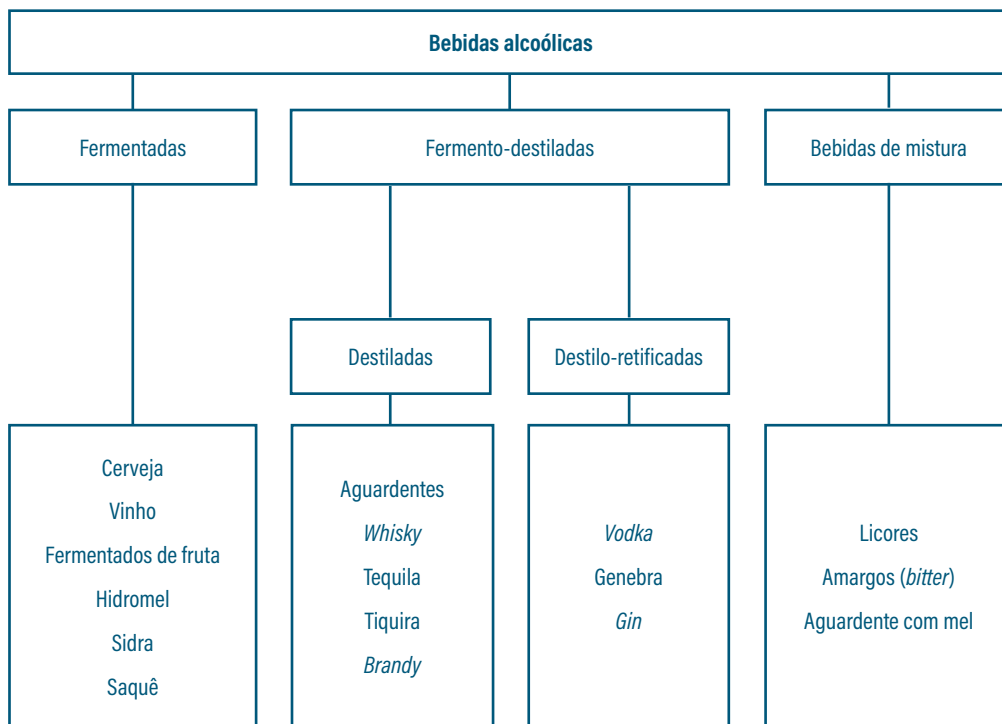 Bebidas alcoólicas
Fermentadas
Fermento-destiladas
Bebidas de mistura
Destiladas
Destilo-retificadas
Cerveja
Vinho
Fermentados de fruta
Hidromel
Sidra
Saquê
Aguardentes
Whisky
Tequila
Tiquira
Brandy
Vodka
Genebra
Gin
Licores
Amargos (bitter)
Aguardente com mel